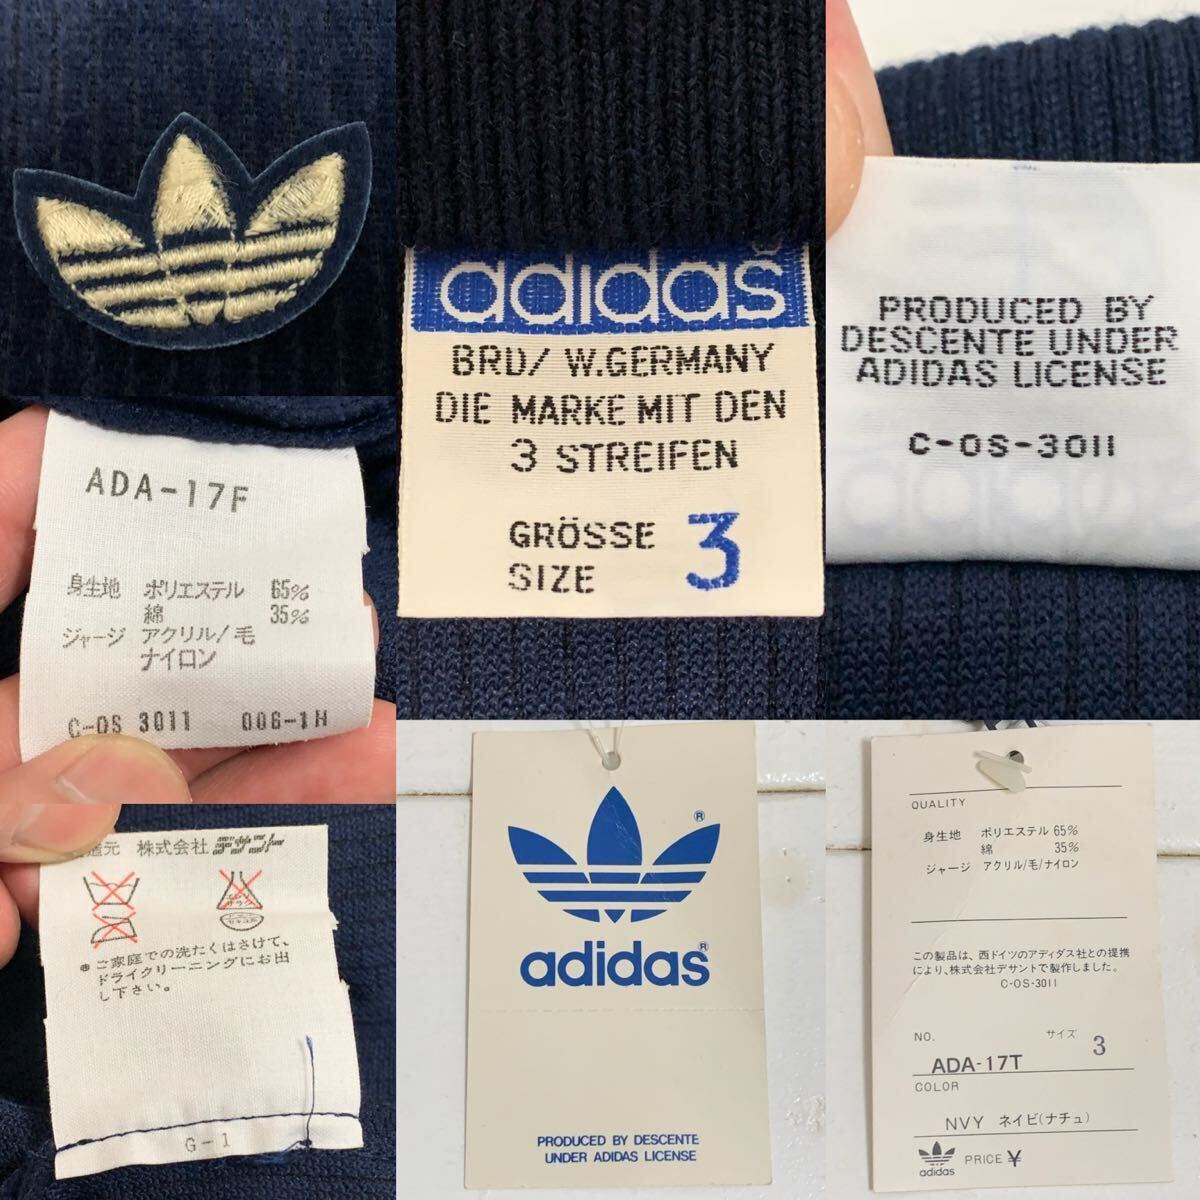 adidas
BRD/ W.GERMANY
DIE MARKE MIT DEN
3 STREIFEN
GRÖSSE
SIZE 3
PRODUCED BY
DESCENTE UNDER
ADIDAS LICENSE
C-OS-3011
ADA-17F
身生地 ポリエステル 65%
綿 35%
ジャージ アクリル/毛
ナイロン
C-OS 3011 006-1H
造元 株式会社 デサント
ご家庭での洗たくはさけて、
ドライクリーニングにお出
し下さい。
G-1
®
adidas®
PRODUCED BY DESCENTE
UNDER ADIDAS LICENSE
QUALITY
身生地 ポリエステル 65%
綿 35%
ジャージ アクリル/毛/ナイロン
この製品は、西ドイツのアディダス社との提携
により、株式会社デサントで製作しました。
C-OS-3011
NO. サイズ 3
ADA-17T
COLOR
NVY ネイビ(ナチュ)
adidas PRICE ¥